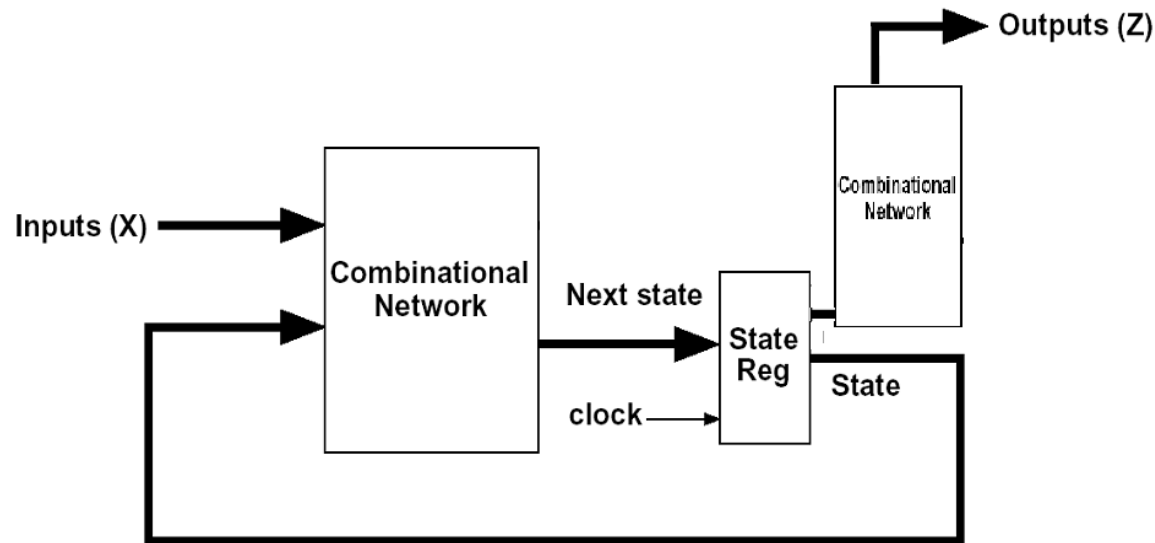 Outputs (Z)
Combinational
Network
Inputs (X)
Combinational
Network
Next state
State
Reg
State
clock